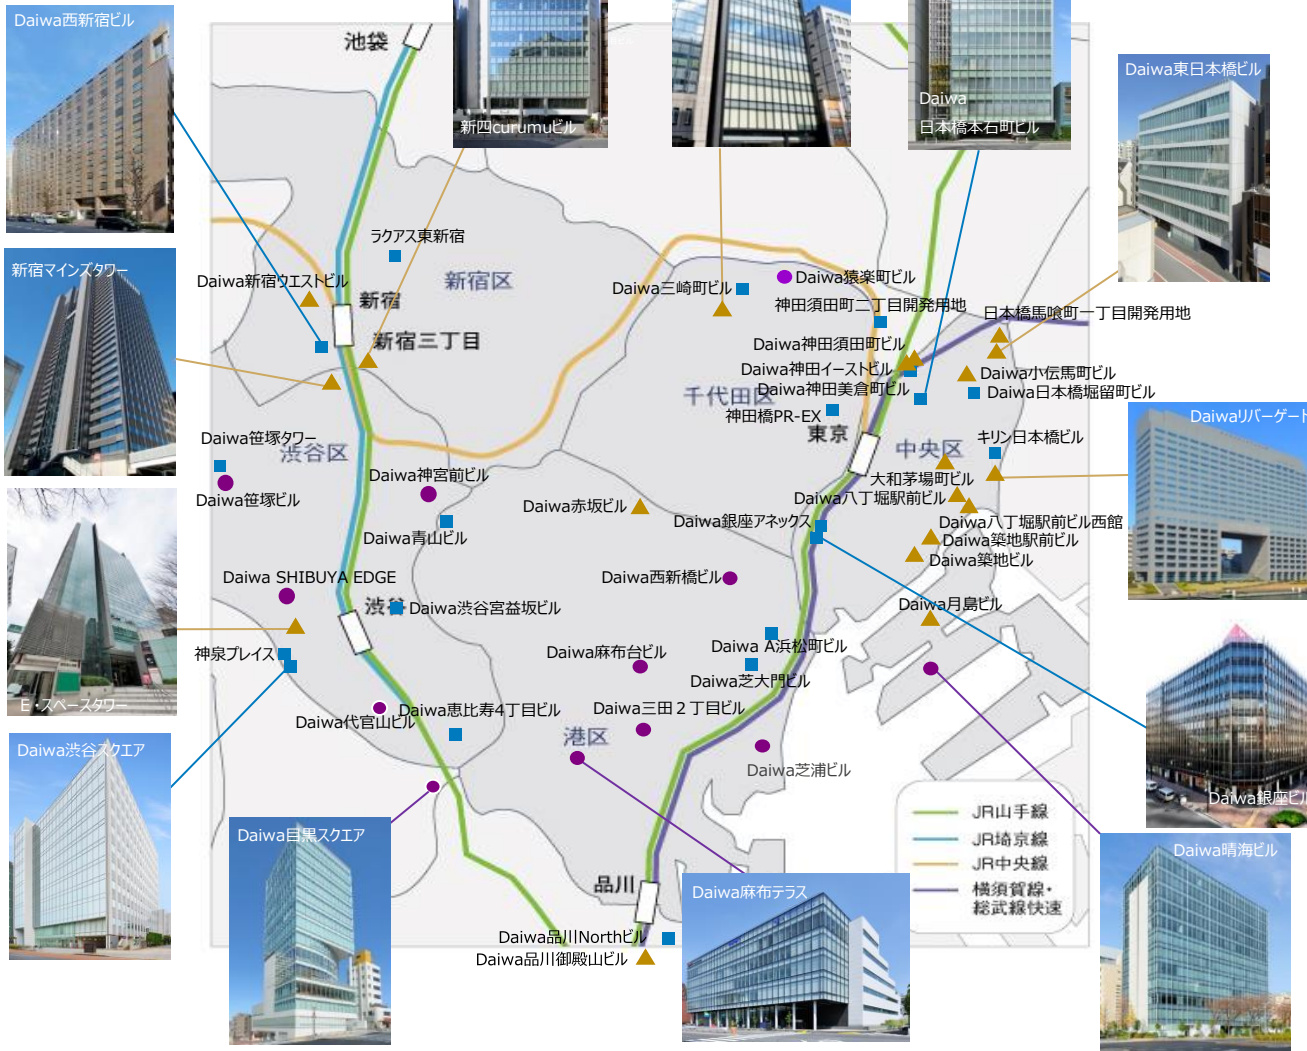 Daiwa西新宿ビル
池袋
新四curumuビル
Daiwa
日本橋本石町ビル
Daiwa東日本橋ビル
ラクアス東新宿
新宿マインズタワー
Daiwa新宿ウエストビル
新宿区
新宿
新宿三丁目
Daiwa猿楽町ビル
Daiwa三崎町ビル
神田須田町二丁目開発用地
日本橋馬喰町一丁目開発用地
Daiwa神田須田町ビル
Daiwa神田イーストビル
Daiwa小伝馬町ビル
Daiwa神田美倉町ビル
Daiwa日本橋堀留町ビル
千代田区
神田橋PR-EX
東京
Daiwaリバーゲート
キリン日本橋ビル
中央区
Daiwa笹塚タワー
渋谷区
Daiwa神宮前ビル
大和茅場町ビル
Daiwa笹塚ビル
Daiwa八丁堀駅前ビル
Daiwa赤坂ビル
Daiwa銀座アネックス
Daiwa八丁堀駅前ビル西館
Daiwa青山ビル
Daiwa築地駅前ビル
Daiwa築地ビル
Daiwa SHIBUYA EDGE
Daiwa西新橋ビル
渋谷
Daiwa渋谷宮益坂ビル
Daiwa月島ビル
神泉プレイス
Daiwa麻布台ビル
Daiwa A浜松町ビル
Daiwa芝大門ビル
E・スペースタワー
Daiwa代官山ビル
Daiwa恵比寿4丁目ビル
Daiwa三田２丁目ビル
港区
Daiwa渋谷スクエア
Daiwa芝浦ビル
Daiwa銀座ビル
JR山手線
JR埼京線
JR中央線
横須賀線・
総武線快速
Daiwa目黒スクエア
Daiwa晴海ビル
品川
Daiwa麻布テラス
Daiwa品川Northビル
Daiwa品川御殿山ビル